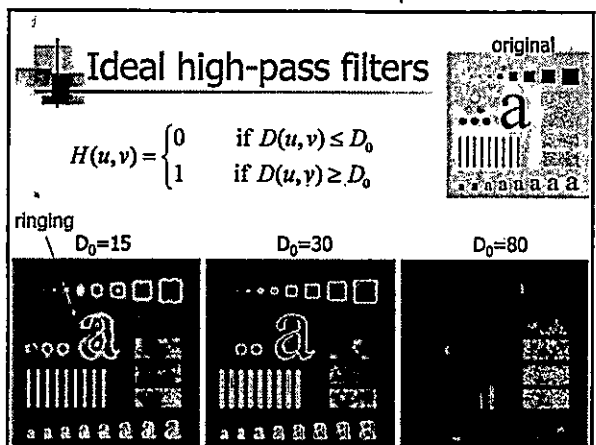 Ideal high-pass filters
original
a
a a a a a a a a
H(u,v) = {0 if D(u,v) ≤ D₀
1 if D(u,v) ≥ D₀
ringing
D₀=15
D₀=30
D₀=80
a
a a a a a a a a
a
a a a a a a a a